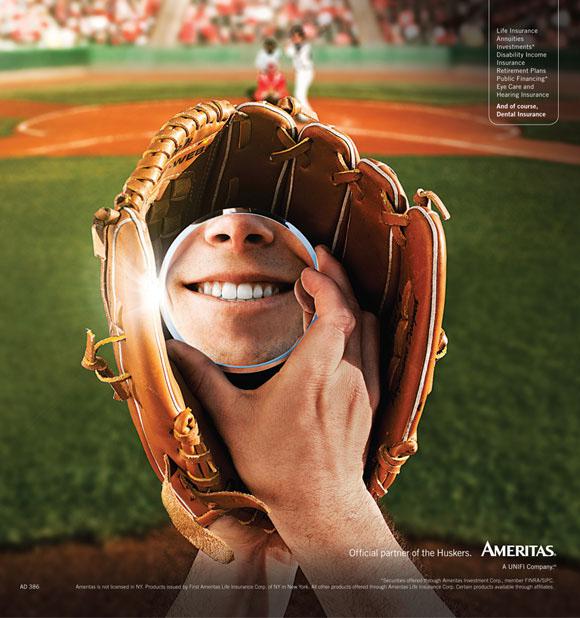 Life Insurance
Annuities
Investments*
Disability Income
Insurance
Retirement Plans
Public Financing*
Eye Care and
Hearing Insurance
And of course,
Dental Insurance
Official partner of the Huskers. AMERITAS®
A UNIFI Company℠
*Securities offered through Ameritas Investment Corp., member FINRA/SIPC.
AD 386 Ameritas is not licensed in NY. Products issued by First Ameritas Life Insurance Corp. of NY in New York. All other products offered through Ameritas Life Insurance Corp. Certain products available through affiliates.